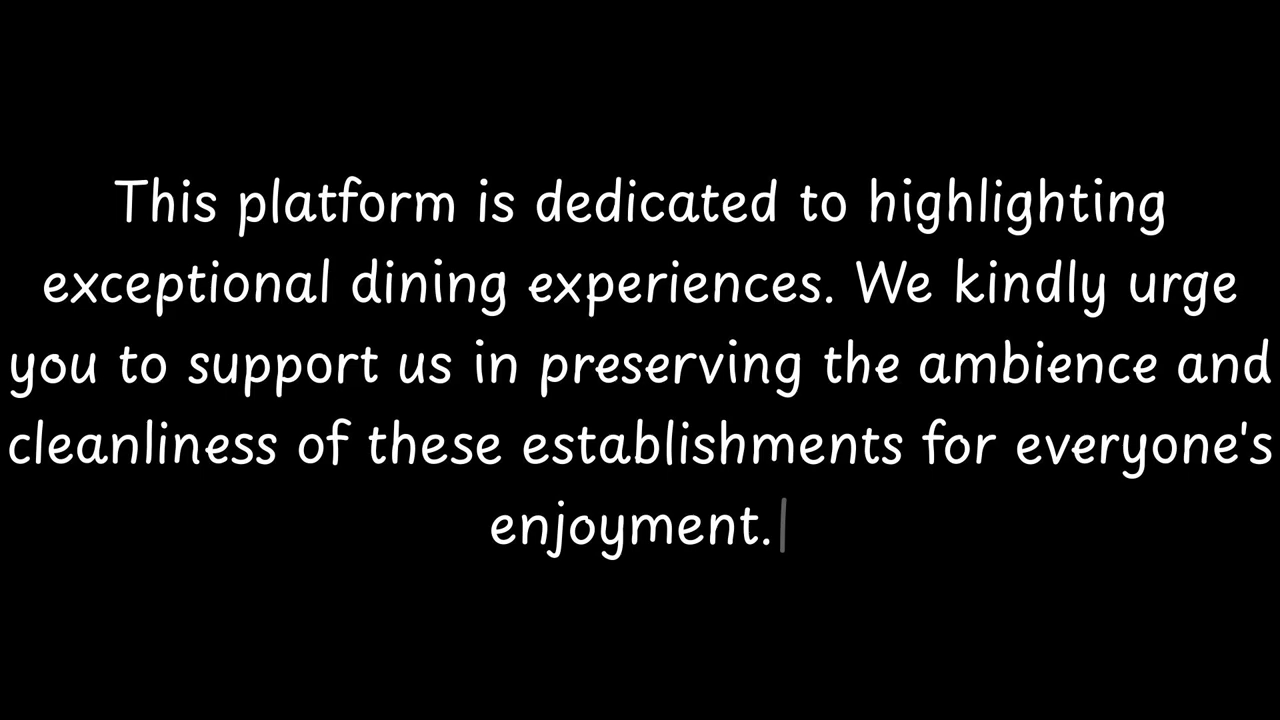 This platform is dedicated to highlighting
exceptional dining experiences. We kindly urge
you to support us in preserving the ambience and
cleanliness of these establishments for everyone's
enjoyment.